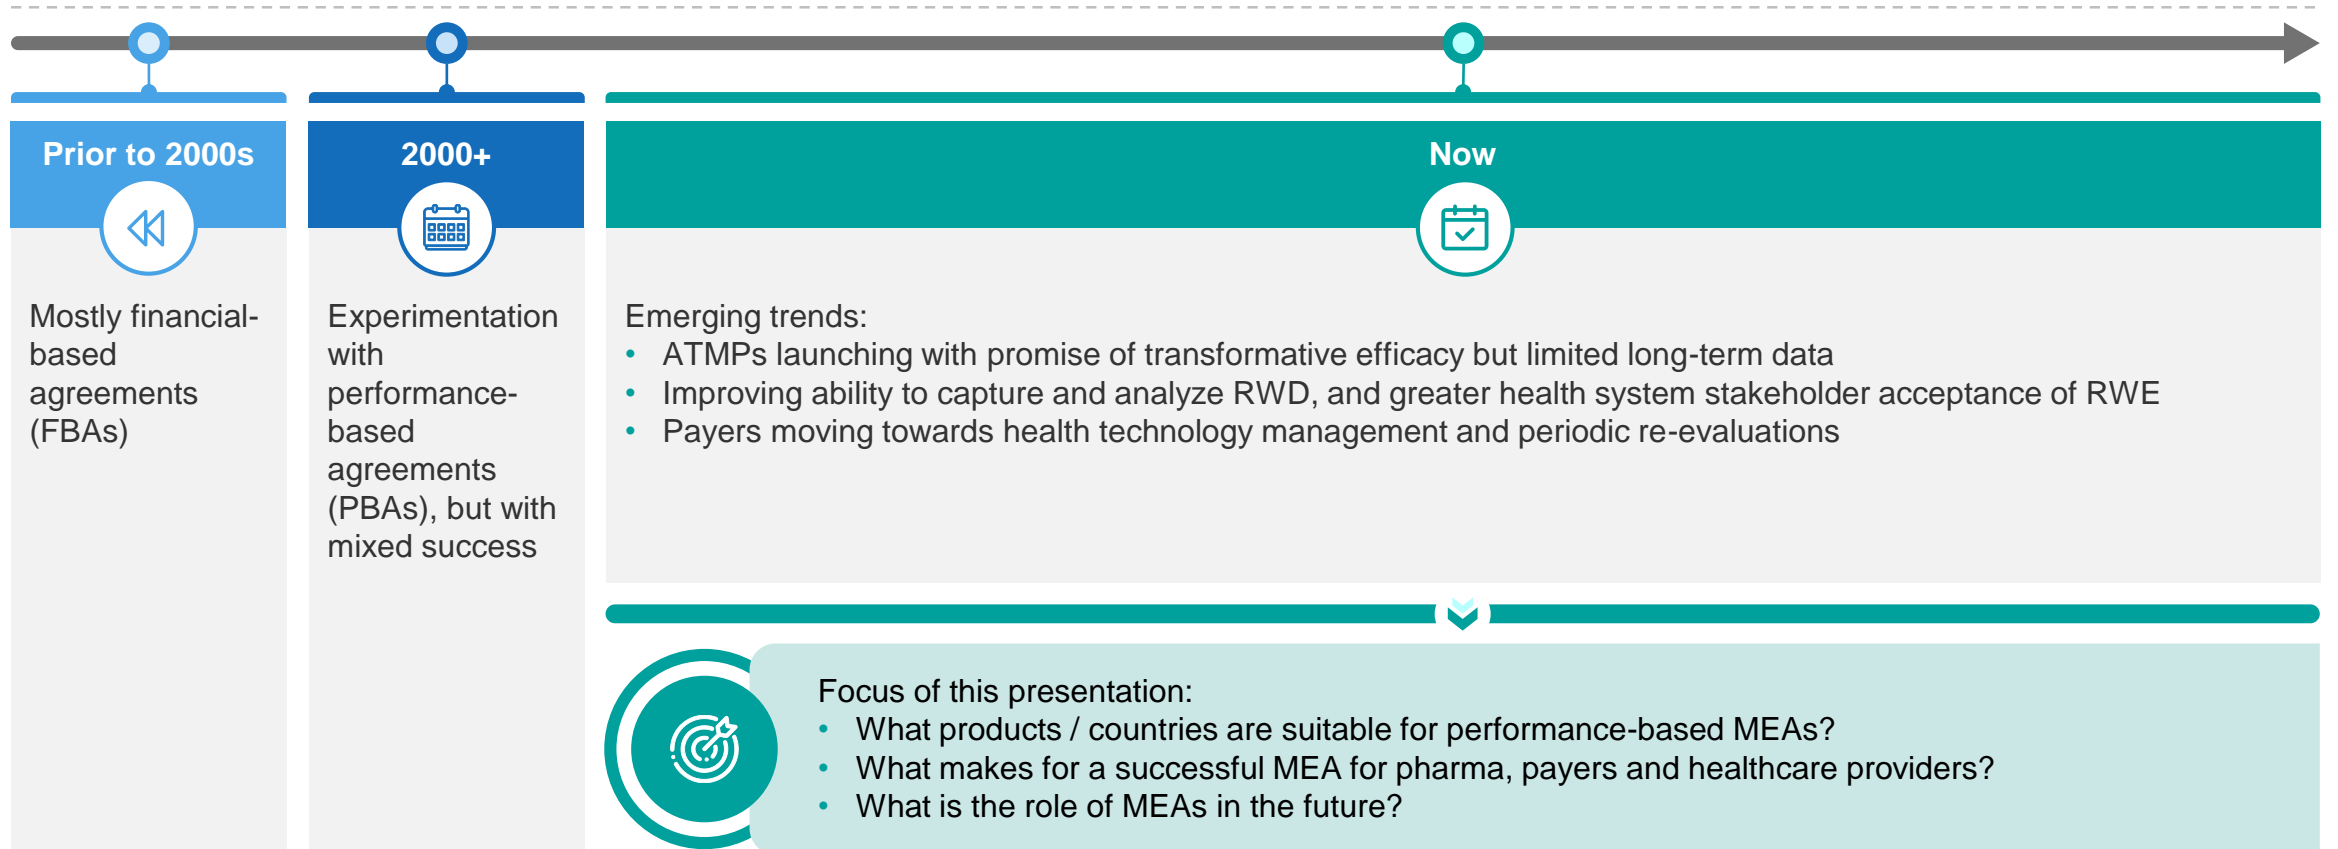 Prior to 2000s
Mostly financial-
based
agreements
(FBAs)
2000+
Experimentation
with
performance-
based
agreements
(PBAs), but with
mixed success
Now
Emerging trends:
• ATMPs launching with promise of transformative efficacy but limited long-term data
• Improving ability to capture and analyze RWD, and greater health system stakeholder acceptance of RWE
• Payers moving towards health technology management and periodic re-evaluations
Focus of this presentation:
• What products / countries are suitable for performance-based MEAs?
• What makes for a successful MEA for pharma, payers and healthcare providers?
• What is the role of MEAs in the future?